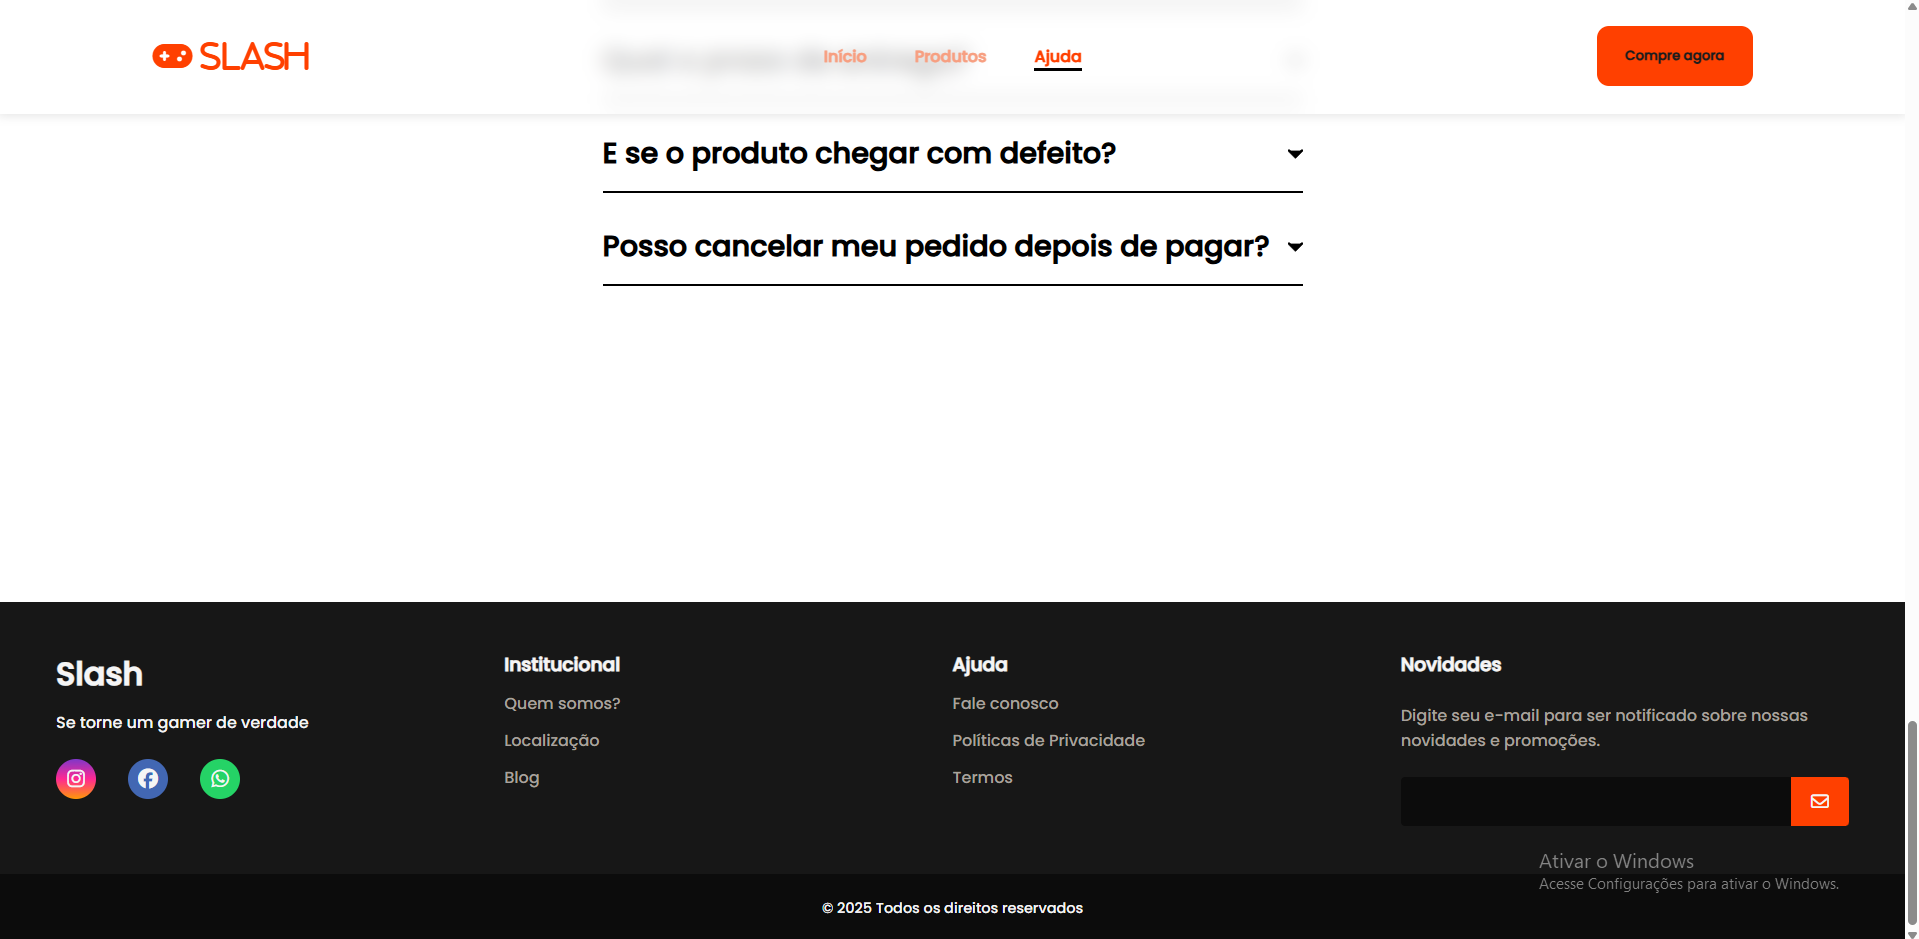 SLASH
Início
Produtos
Ajuda
Compre agora
E se o produto chegar com defeito?
Posso cancelar meu pedido depois de pagar?
Slash
Se torne um gamer de verdade
Institucional
Quem somos?
Localização
Blog
Ajuda
Fale conosco
Políticas de Privacidade
Termos
Novidades
Digite seu e-mail para ser notificado sobre nossas
novidades e promoções.
Ativar o Windows
Acesse Configurações para ativar o Windows.
© 2025 Todos os direitos reservados